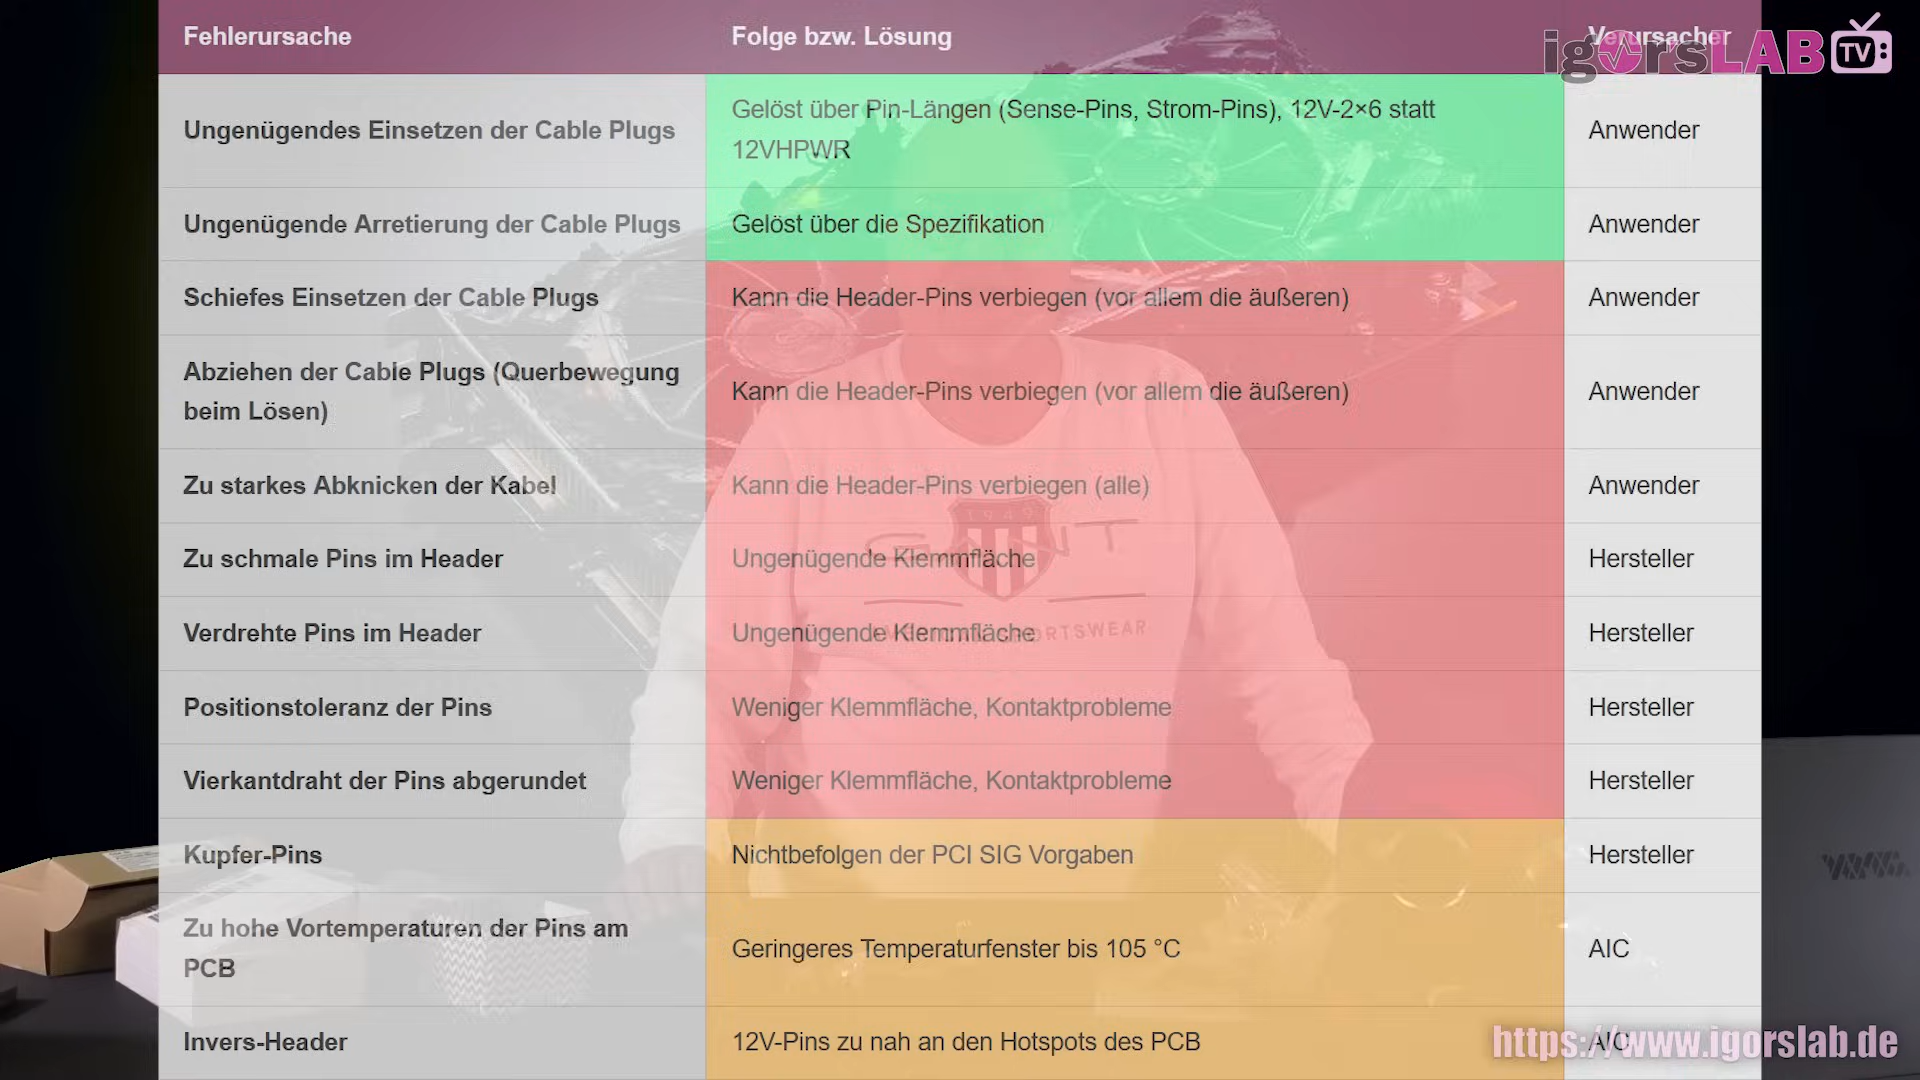 Fehlerursache Folge bzw. Lösung Verursacher
igorsLAB TV
Ungenügendes Einsetzen der Cable Plugs Gelöst über Pin-Längen (Sense-Pins, Strom-Pins), 12V-2×6 statt 12VHPWR Anwender
Ungenügende Arretierung der Cable Plugs Gelöst über die Spezifikation Anwender
Schiefes Einsetzen der Cable Plugs Kann die Header-Pins verbiegen (vor allem die äußeren) Anwender
Abziehen der Cable Plugs (Querbewegung beim Lösen) Kann die Header-Pins verbiegen (vor allem die äußeren) Anwender
Zu starkes Abknicken der Kabel Kann die Header-Pins verbiegen (alle) Anwender
1949
GANT
Zu schmale Pins im Header Ungenügende Klemmfläche Hersteller
Verdrehte Pins im Header Ungenügende Klemmfläche Hersteller
Positionstoleranz der Pins Weniger Klemmfläche, Kontaktprobleme Hersteller
Vierkantdraht der Pins abgerundet Weniger Klemmfläche, Kontaktprobleme Hersteller
Kupfer-Pins Nichtbefolgen der PCI SIG Vorgaben Hersteller
Zu hohe Vortemperaturen der Pins am PCB Geringeres Temperaturfenster bis 105 °C AIC
Invers-Header 12V-Pins zu nah an den Hotspots des PCB AIC
https://www.igorslab.de